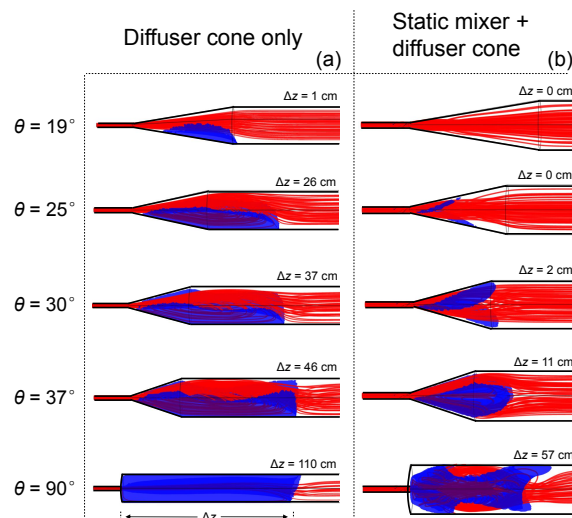 Diffuser cone only
(a)
Static mixer +
diffuser cone
(b)
θ = 19°
Δz = 1 cm
Δz = 0 cm
θ = 25°
Δz = 26 cm
Δz = 0 cm
θ = 30°
Δz = 37 cm
Δz = 2 cm
θ = 37°
Δz = 46 cm
Δz = 11 cm
θ = 90°
Δz = 110 cm
Δz = 57 cm
Δz